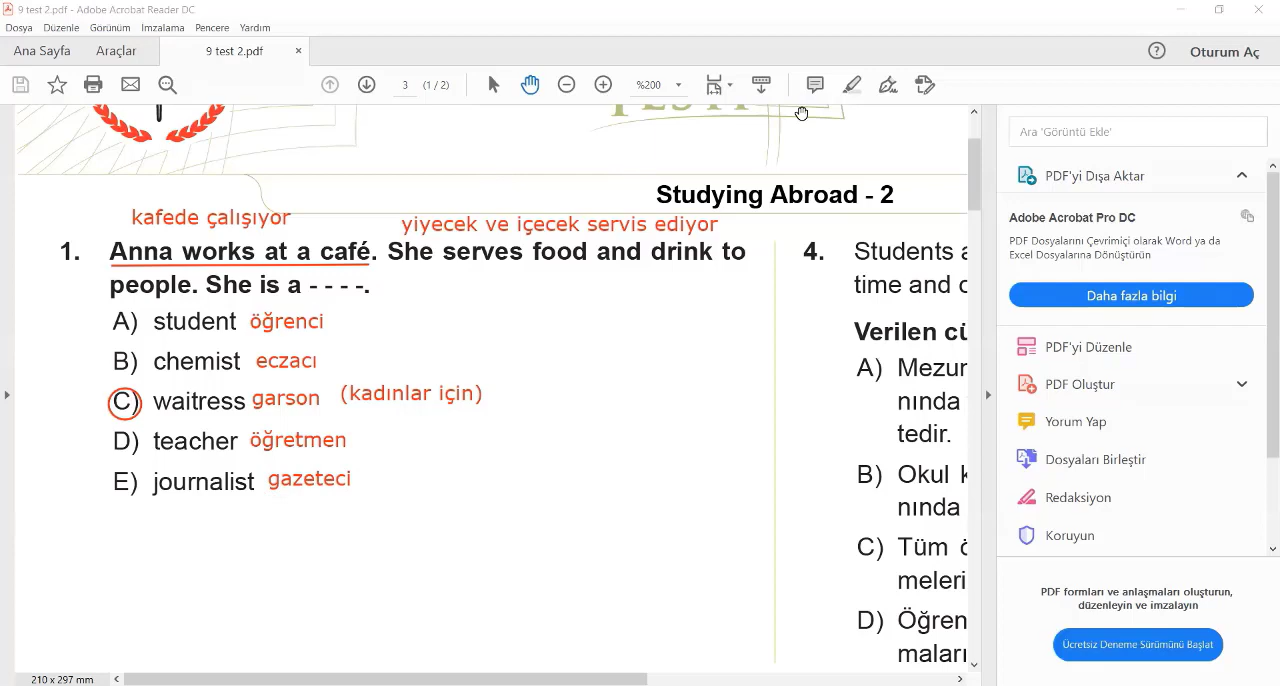 9 test 2.pdf - Adobe Acrobat Reader DC
Dosya Düzenle Görünüm İmzalama Pencere Yardım
Ana Sayfa Araçlar 9 test 2.pdf × ? Oturum Aç
3 (1 / 2) %200
TESTİ
Studying Abroad - 2
kafede çalışıyor yiyecek ve içecek servis ediyor
1. Anna works at a café. She serves food and drink to
people. She is a - - - -.
A) student öğrenci
B) chemist eczacı
C) waitress garson (kadınlar için)
D) teacher öğretmen
E) journalist gazeteci
4. Students a
time and
Verilen cü
A) Mezur
nında
tedir.
B) Okul k
nında
C) Tüm ö
meleri
D) Öğren
maları
210 x 297 mm
Ara 'Görüntü Ekle'
PDF'yi Dışa Aktar
Adobe Acrobat Pro DC
PDF Dosyalarını Çevrimiçi olarak Word ya da
Excel Dosyalarına Dönüştürün
Daha fazla bilgi
PDF'yi Düzenle
PDF Oluştur
Yorum Yap
Dosyaları Birleştir
Redaksiyon
Koruyun
PDF formları ve anlaşmaları oluşturun,
düzenleyin ve imzalayın
Ücretsiz Deneme Sürümünü Başlat